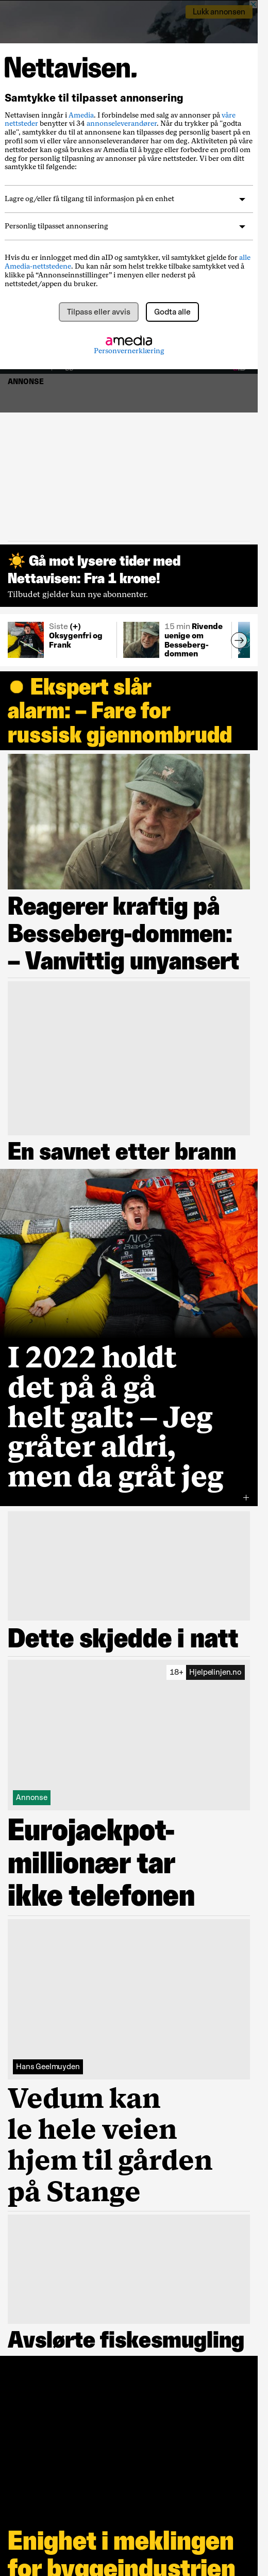 Lukk annonsen
Nettavisen.
Samtykke til tilpasset annonsering
Nettavisen inngår i Amedia. I forbindelse med salg av annonser på våre
nettsteder benytter vi 34 annonseleverandører. Når du trykker på "godta
alle", samtykker du til at annonsene kan tilpasses deg personlig basert på en
profil som vi eller våre annonseleverandører har om deg. Aktiviteten på våre
nettsteder kan også brukes av Amedia til å bygge eller forbedre en profil om
deg for personlig tilpasning av annonser på våre nettsteder. Vi ber om ditt
samtykke til følgende:
Lagre og/eller få tilgang til informasjon på en enhet
Personlig tilpasset annonsering
Hvis du er innlogget med din aID og samtykker, vil samtykket gjelde for alle
Amedia-nettstedene. Du kan når som helst trekke tilbake samtykket ved å
klikke på “Annonseinnstillinger” i menyen eller nederst på
nettstedet/appen du bruker.
Tilpass eller avvis
Godta alle
amedia
Personvernerklæring
ANNONSE
Gå mot lysere tider med
Nettavisen: Fra 1 krone!
Tilbudet gjelder kun nye abonnenter.
Siste (+)
Oksygenfri og
Frank
15 min Rivende
uenige om
Besseberg-
dommen
Ekspert slår
alarm: – Fare for
russisk gjennombrudd
Reagerer kraftig på
Besseberg-dommen:
– Vanvittig unyansert
En savnet etter brann
I 2022 holdt
det på å gå
helt galt: – Jeg
gråter aldri,
men da gråt jeg
+
Dette skjedde i natt
18+ Hjelpelinjen.no
Annonse
Eurojackpot-
millionær tar
ikke telefonen
Hans Geelmuyden
Vedum kan
le hele veien
hjem til gården
på Stange
Avslørte fiskesmugling
Enighet i meklingen
for byggeindustrien